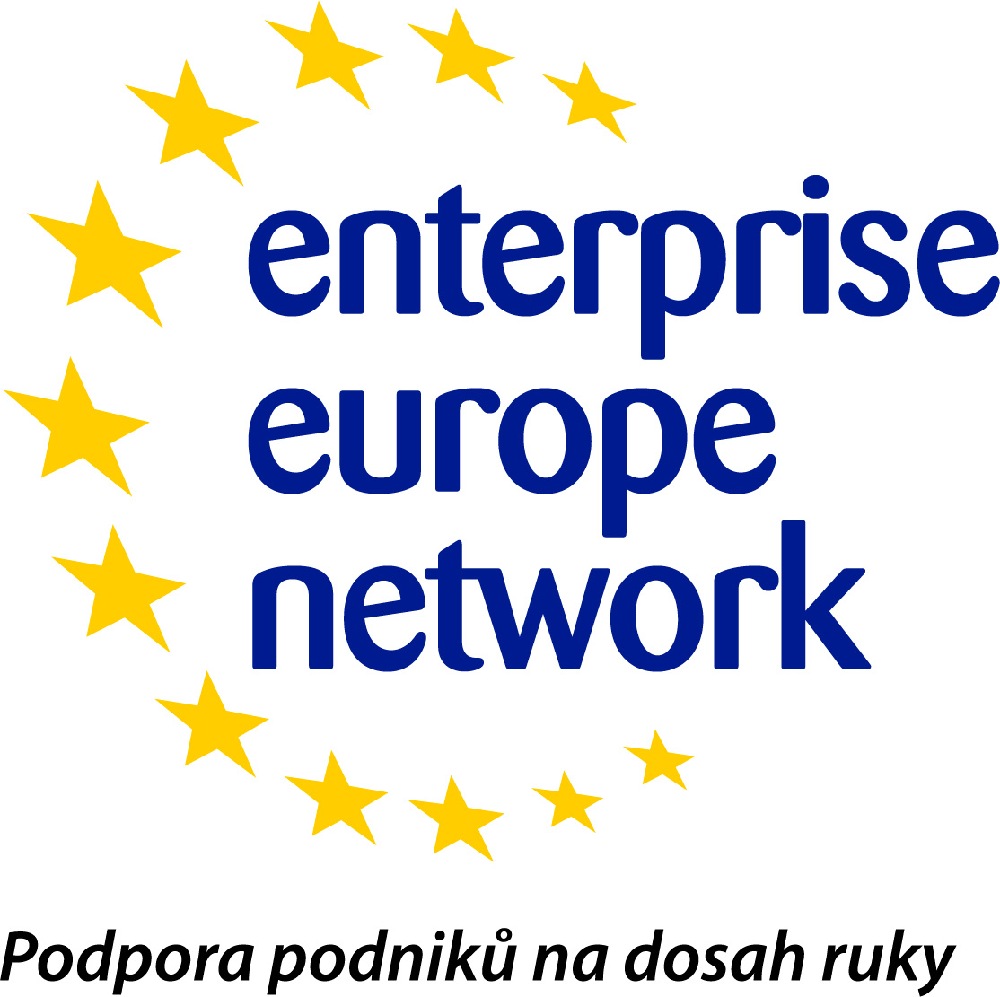 enterprise
europe
network
Podpora podniků na dosah ruky